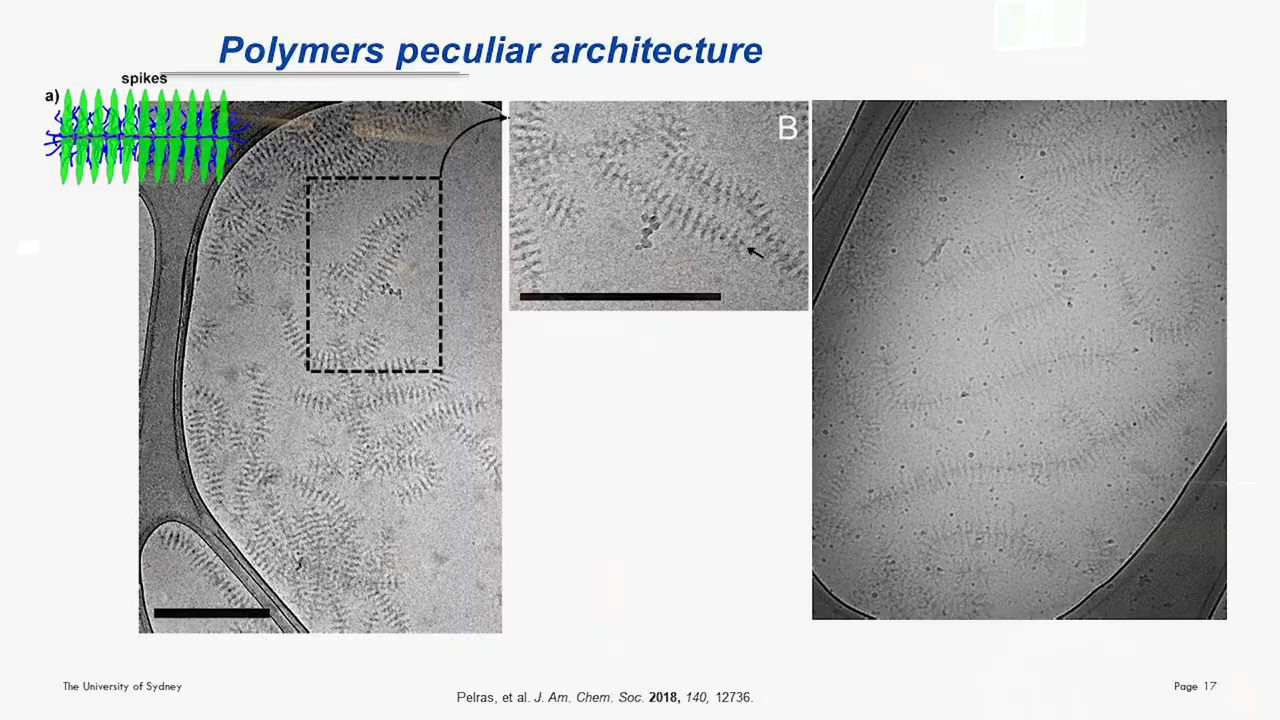 Polymers peculiar architecture
spikes
a)
B
The University of Sydney
Pelras, et al. J. Am. Chem. Soc. 2018, 140, 12736.
Page 17